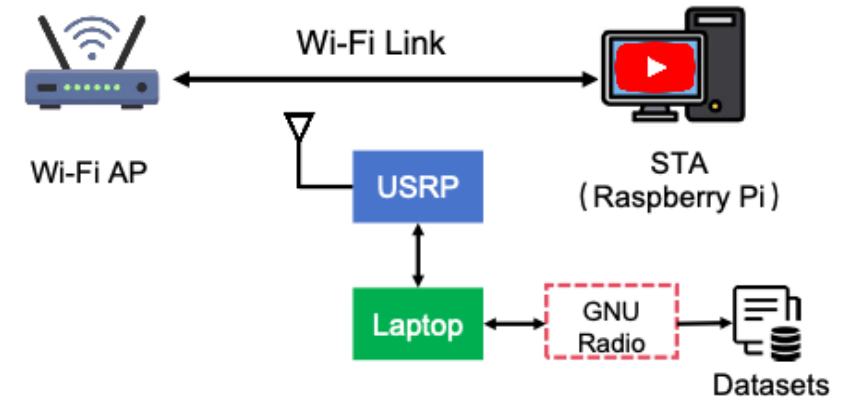 Wi-Fi Link
Wi-Fi AP
STA
(Raspberry Pi)
USRP
Laptop
GNU
Radio
Datasets